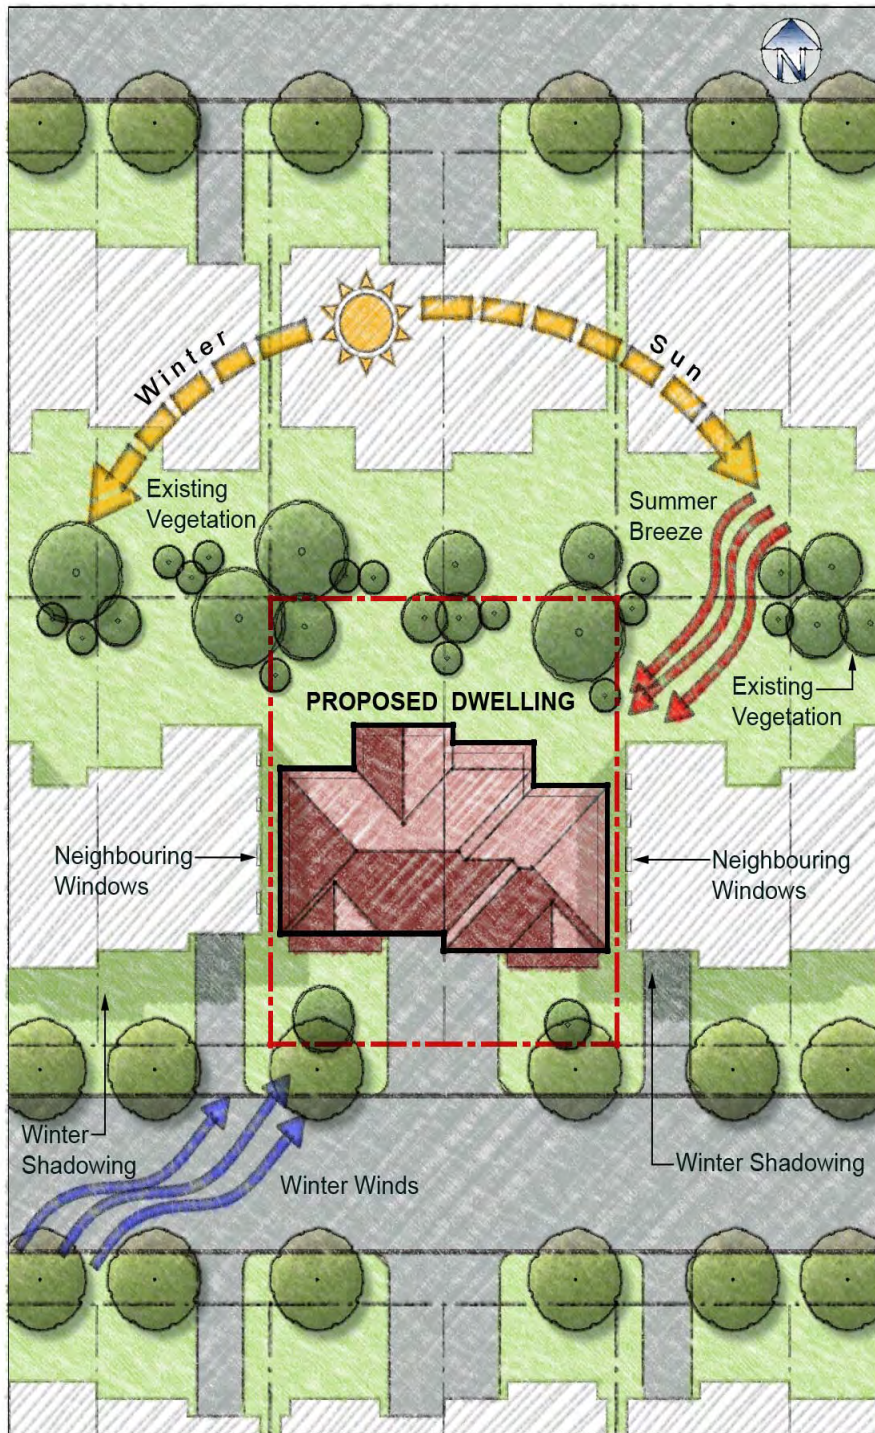 N
Winter
Sun
Existing
Vegetation
Summer
Breeze
PROPOSED DWELLING
Existing
Vegetation
Neighbouring
Windows
Neighbouring
Windows
Winter
Shadowing
Winter Winds
Winter Shadowing